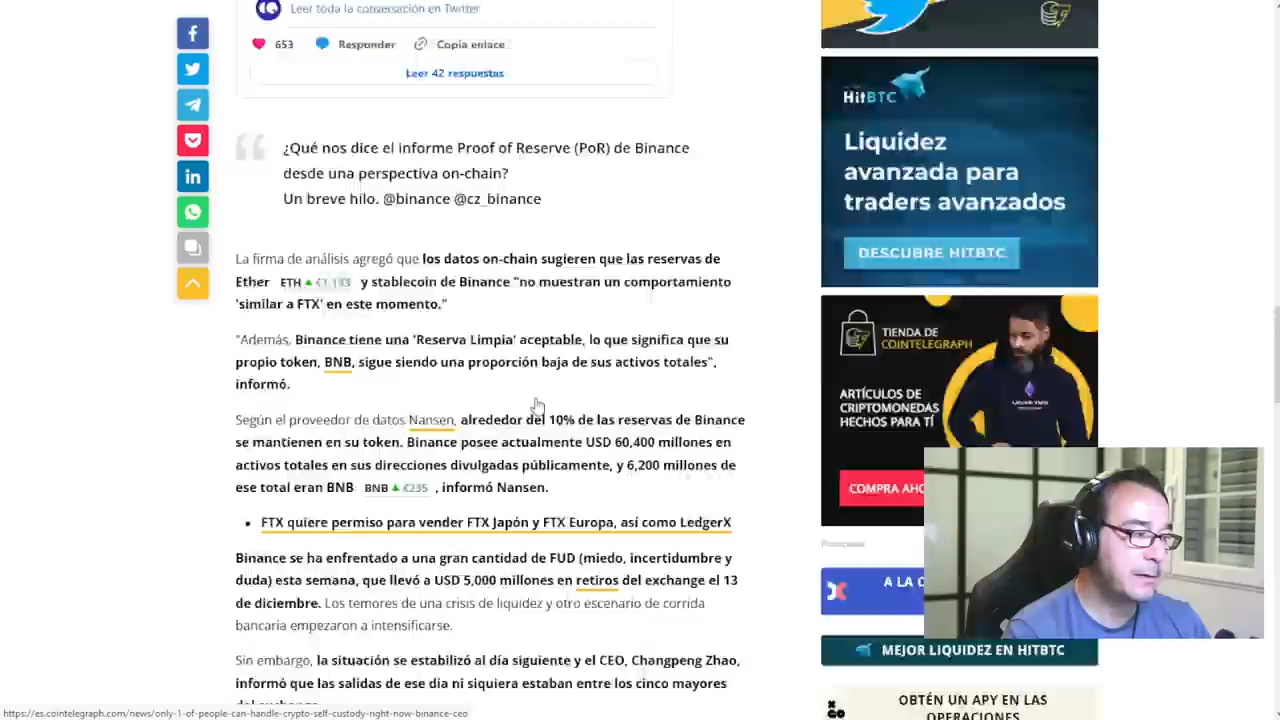 Leer toda la conversación en Twitter
653 Responder Copia enlace
Leer 42 respuestas
¿Qué nos dice el informe Proof of Reserve (PoR) de Binance
desde una perspectiva on-chain?
Un breve hilo. @binance @cz_binance
La firma de análisis agregó que los datos on-chain sugieren que las reservas de
Ether ETH y stablecoin de Binance "no muestran un comportamiento
'similar a FTX' en este momento."
"Además, Binance tiene una 'Reserva Limpia' aceptable, lo que significa que su
propio token, BNB, sigue siendo una proporción baja de sus activos totales",
informó.
Según el proveedor de datos Nansen, alrededor del 10% de las reservas de Binance
se mantienen en su token. Binance posee actualmente USD 60,400 millones en
activos totales en sus direcciones divulgadas públicamente, y 6,200 millones de
ese total eran BNB BNB ▲ €235 , informó Nansen.
• FTX quiere permiso para vender FTX Japón y FTX Europa, así como LedgerX
Binance se ha enfrentado a una gran cantidad de FUD (miedo, incertidumbre y
duda) esta semana, que llevó a USD 5,000 millones en retiros del exchange el 13
de diciembre. Los temores de una crisis de liquidez y otro escenario de corrida
bancaria empezaron a intensificarse.
Sin embargo, la situación se estabilizó al día siguiente y el CEO, Changpeng Zhao,
informó que las salidas de ese día ni siquiera estaban entre los cinco mayores
https://es.cointelegraph.com/news/only-1-of-people-can-handle-crypto-self-custody-right-now-binance-ceo
HitBTC
Liquidez
avanzada para
traders avanzados
DESCUBRE HITBTC
TIENDA DE
COINTELEGRAPH
ARTÍCULOS DE
CRIPTOMONEDAS
HECHOS PARA TÍ
COMPRA
A LA
MEJOR LIQUIDEZ EN HITBTC
OBTÉN UN APY EN LAS
OPERACIONES